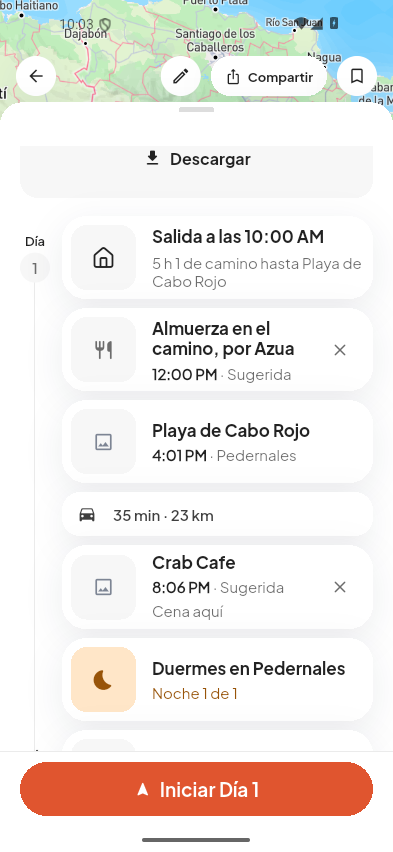 bo Haitiano
Puerto Plata
10:03
Dajabón
Santiago de los
Caballeros
Río San Juan
Nagua
Compartir
de la M
Descargar
Día
1
Salida a las 10:00 AM
5 h 1 de camino hasta Playa de
Cabo Rojo
Almuerza en el
camino, por Azua
12:00 PM · Sugerida
Playa de Cabo Rojo
4:01 PM · Pedernales
35 min · 23 km
Crab Cafe
8:06 PM · Sugerida
Cena aquí
Duermes en Pedernales
Noche 1 de 1
Iniciar Día 1